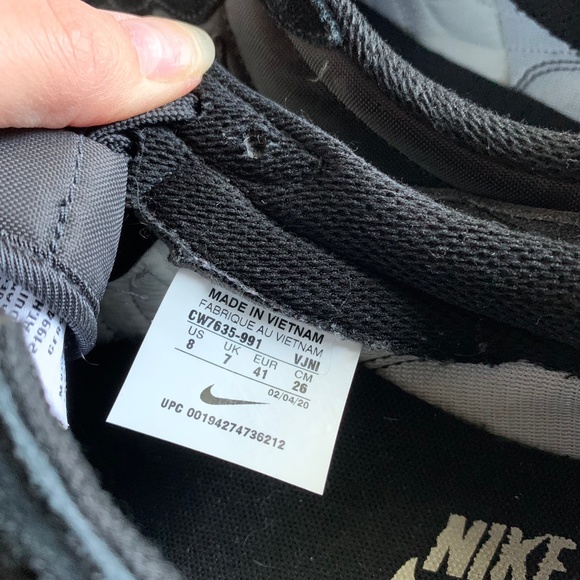 MADE IN VIETNAM
FABRIQUE AU VIETNAM
CW7635-991 VJNI
US UK EUR CM
8 7 41 26
02/04/20
UPC 00194274736212
NIKE